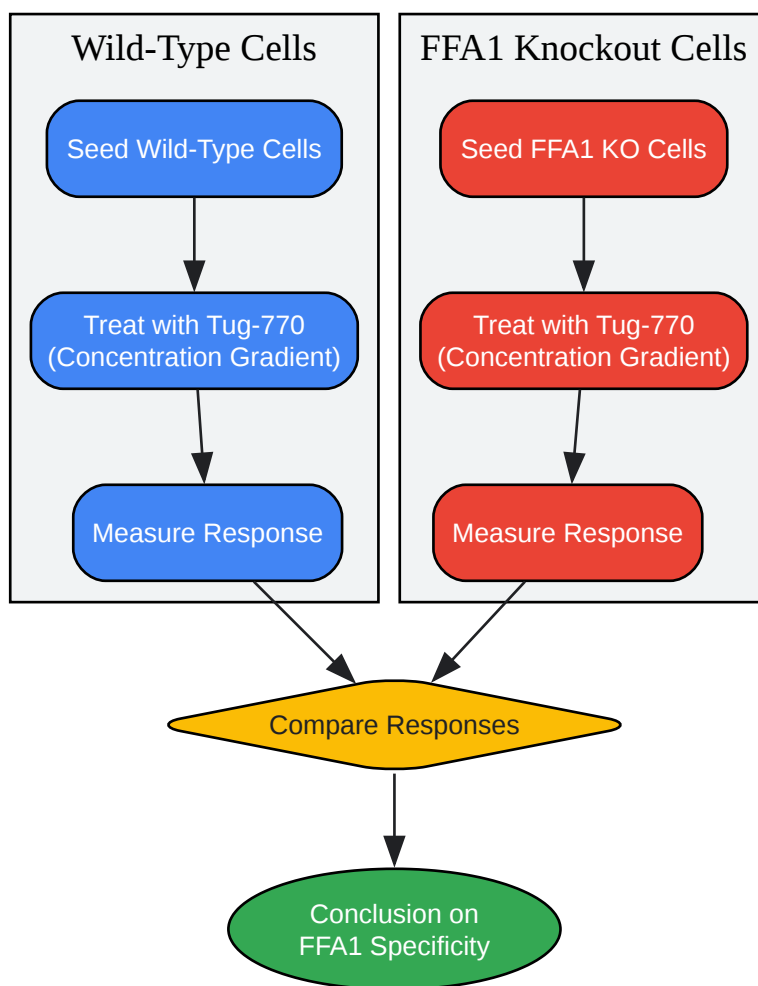 Wild-Type Cells
Seed Wild-Type Cells
Treat with Tug-770
(Concentration Gradient)
Measure Response
FFA1 Knockout Cells
Seed FFA1 KO Cells
Treat with Tug-770
(Concentration Gradient)
Measure Response
Compare Responses
Conclusion on
FFA1 Specificity